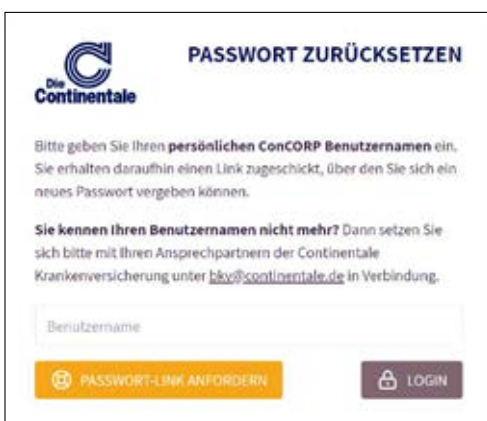 Die
Continentale
PASSWORT ZURÜCKSETZEN
Bitte geben Sie Ihren persönlichen ConCORP Benutzernamen ein.
Sie erhalten daraufhin einen Link zugeschickt, über den Sie sich ein
neues Passwort vergeben können.
Sie kennen Ihren Benutzernamen nicht mehr? Dann setzen Sie
sich bitte mit Ihren Ansprechpartnern der Continentale
Krankenversicherung unter bkv@continentale.de in Verbindung.
Benutzername
PASSWORT-LINK ANFORDERN
LOGIN